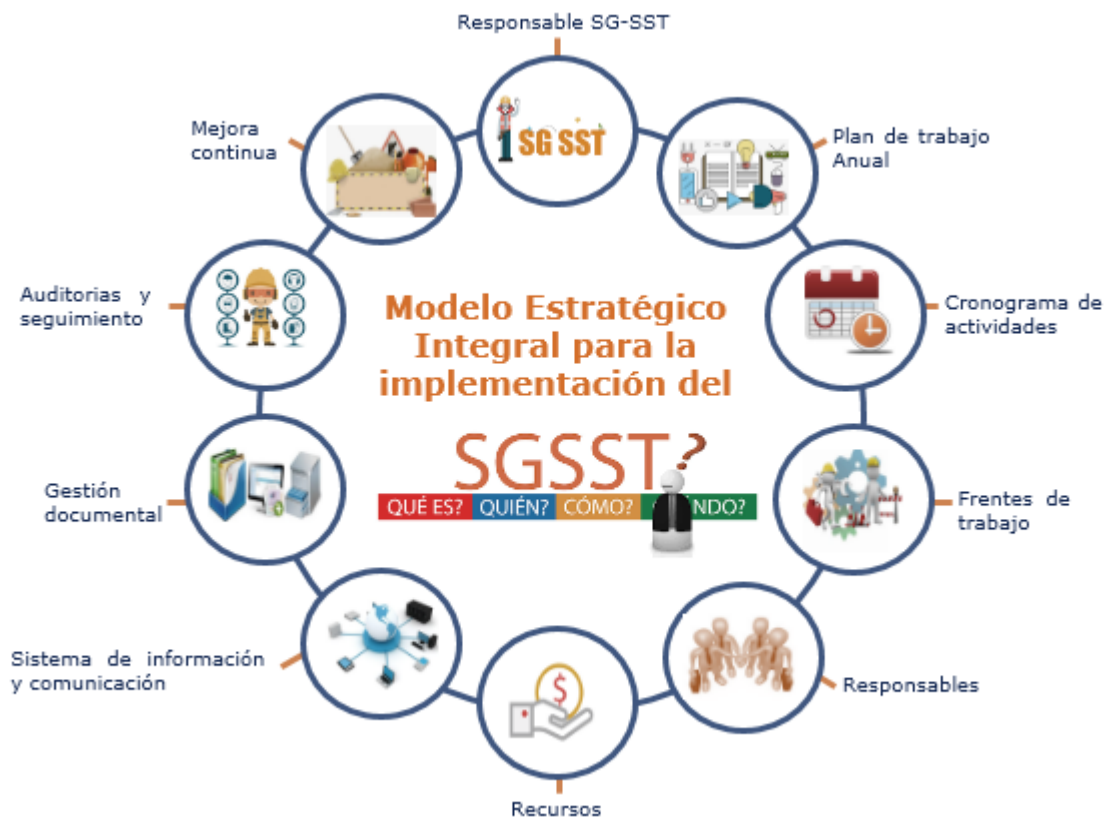 Responsable SG-SST
SG SST
Plan de trabajo
Anual
Cronograma de
actividades
Frentes de
trabajo
Responsables
Recursos
$
Sistema de información
y comunicación
Gestión
documental
Auditorias y
seguimiento
Mejora
continua
Modelo Estratégico
Integral para la
implementación del
SGSST?
QUÉ ES? QUIÉN? CÓMO? NDO?